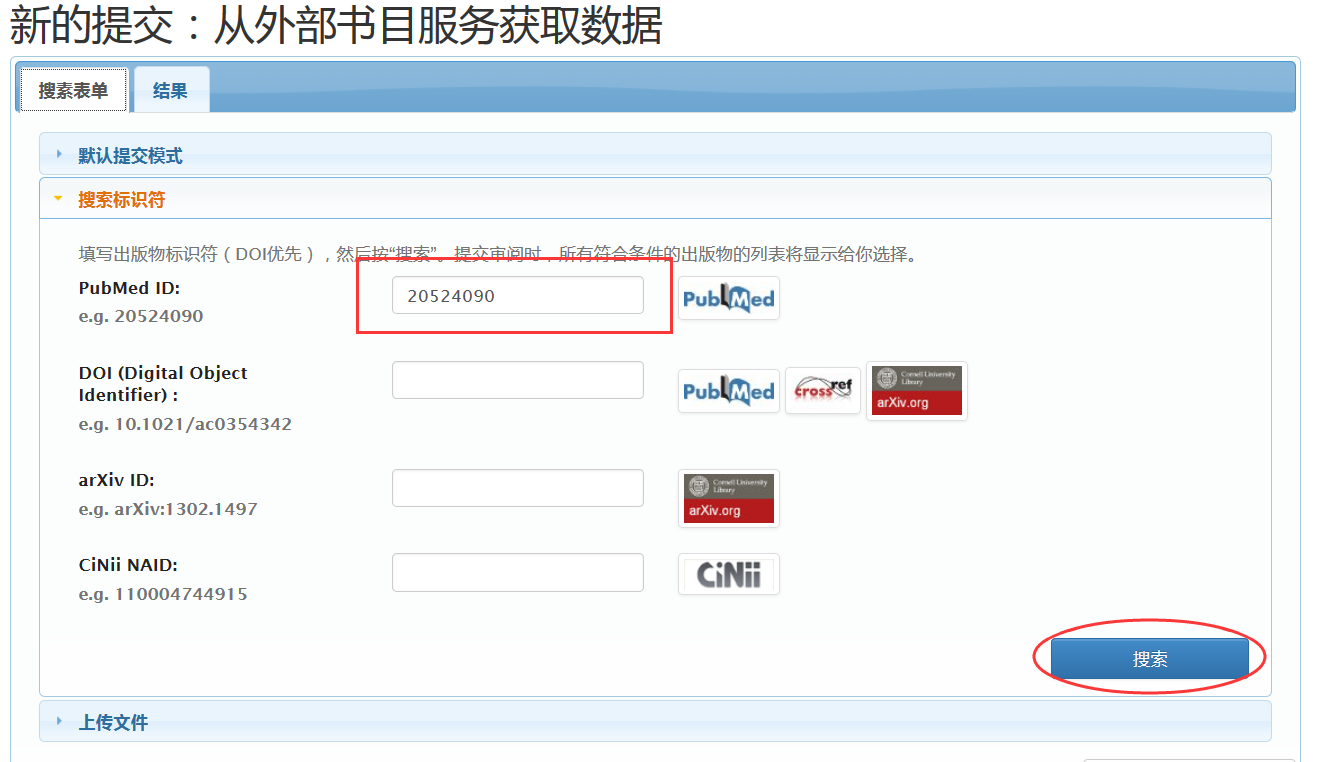 新的提交：从外部书目服务获取数据
搜素表单
结果
默认提交模式
搜索标识符
填写出版物标识符（DOI优先），然后按“搜索”。提交审阅时，所有符合条件的出版物的列表将显示给你选择。
PubMed ID:
20524090
PubMed
e.g. 20524090
DOI (Digital Object
Identifier) :
PubMed
crossref
Cornell University
Library
arXiv.org
e.g. 10.1021/ac0354342
arXiv ID:
Cornell University
Library
arXiv.org
e.g. arXiv:1302.1497
CiNii NAID:
CiNii
e.g. 110004744915
搜索
上传文件